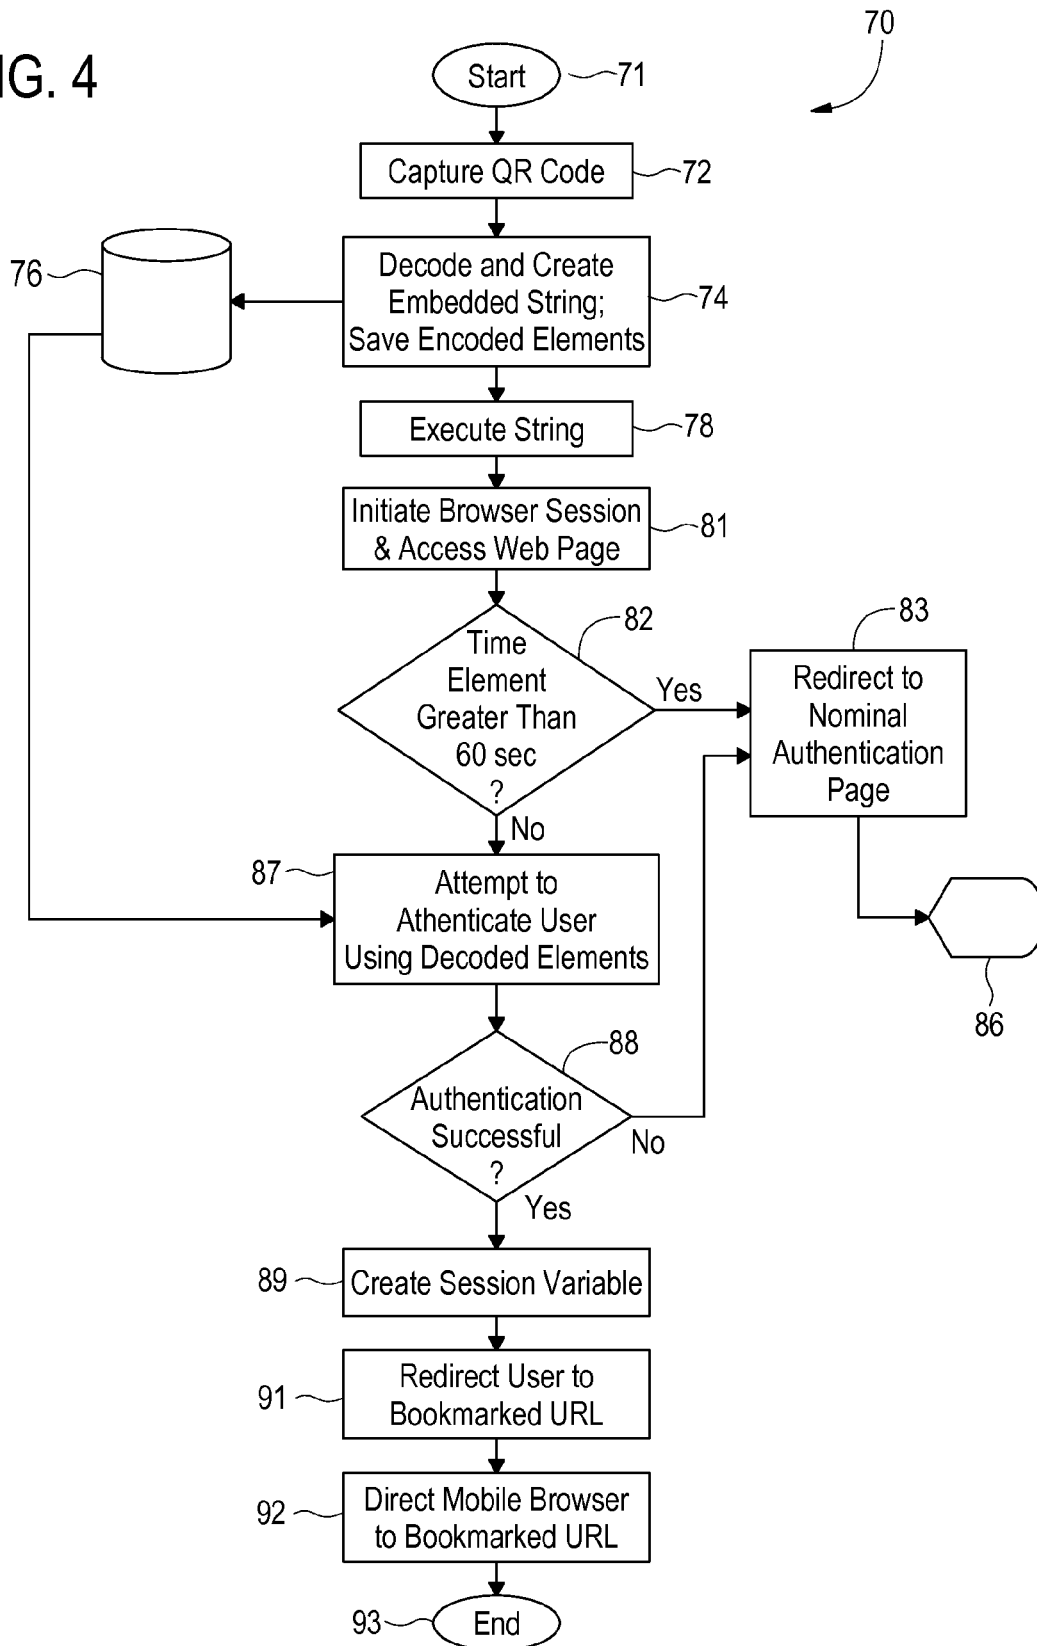 IG. 4
70
Start
71
Capture QR Code
72
76
Decode and Create
Embedded String;
Save Encoded Elements
74
Execute String
78
Initiate Browser Session
& Access Web Page
81
82
Time
Element
Greater Than
60 sec
?
Yes
No
83
Redirect to
Nominal
Authentication
Page
86
87
Attempt to
Athenticate User
Using Decoded Elements
88
Authentication
Successful
?
No
Yes
89
Create Session Variable
91
Redirect User to
Bookmarked URL
92
Direct Mobile Browser
to Bookmarked URL
93
End